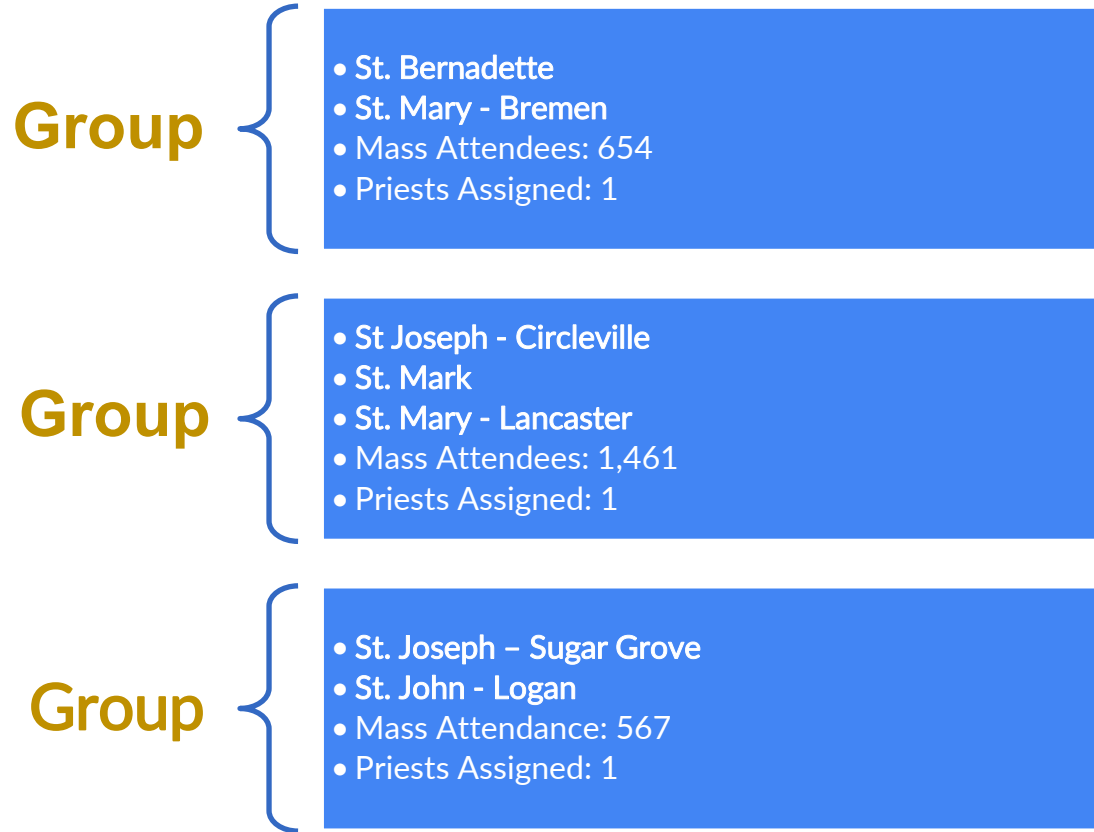 Group
• St. Bernadette
• St. Mary - Bremen
• Mass Attendees: 654
• Priests Assigned: 1
Group
• St Joseph - Circleville
• St. Mark
• St. Mary - Lancaster
• Mass Attendees: 1,461
• Priests Assigned: 1
Group
• St. Joseph – Sugar Grove
• St. John - Logan
• Mass Attendance: 567
• Priests Assigned: 1